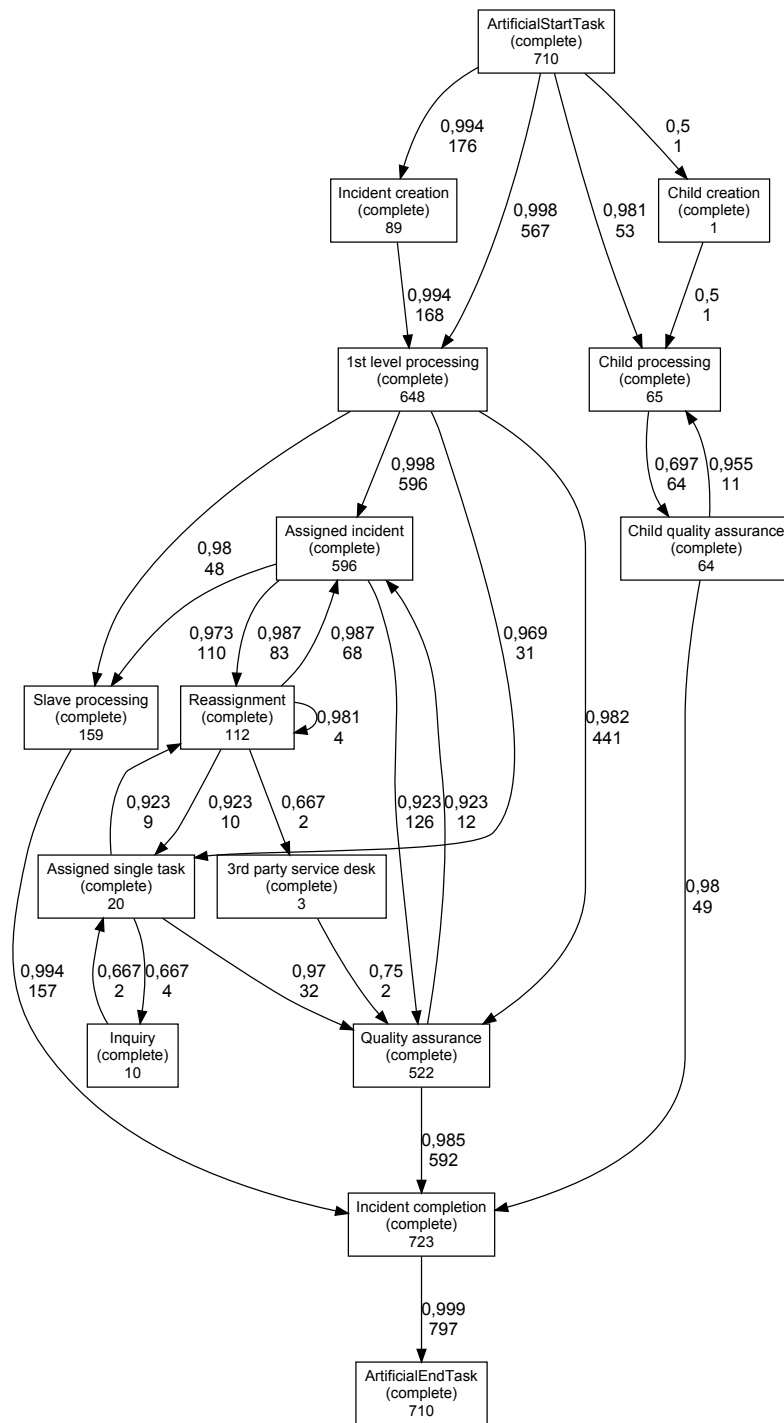 ArtificialStartTask
(complete)
710
0,994
176
0,5
1
Incident creation
(complete)
89
0,998
567
0,981
53
Child creation
(complete)
1
0,994
168
0,5
1
1st level processing
(complete)
648
Child processing
(complete)
65
0,998
596
0,697
64
0,955
11
Assigned incident
(complete)
596
Child quality assurance
(complete)
64
0,98
48
0,973
110
0,987
83
0,987
68
0,969
31
Slave processing
(complete)
159
Reassignment
(complete)
112
0,981
4
0,982
441
0,923
9
0,923
10
0,667
2
0,923
126
0,923
12
Assigned single task
(complete)
20
3rd party service desk
(complete)
3
0,98
49
0,994
157
0,667
2
0,667
4
0,97
32
0,75
2
Inquiry
(complete)
10
Quality assurance
(complete)
522
0,985
592
Incident completion
(complete)
723
0,999
797
ArtificialEndTask
(complete)
710